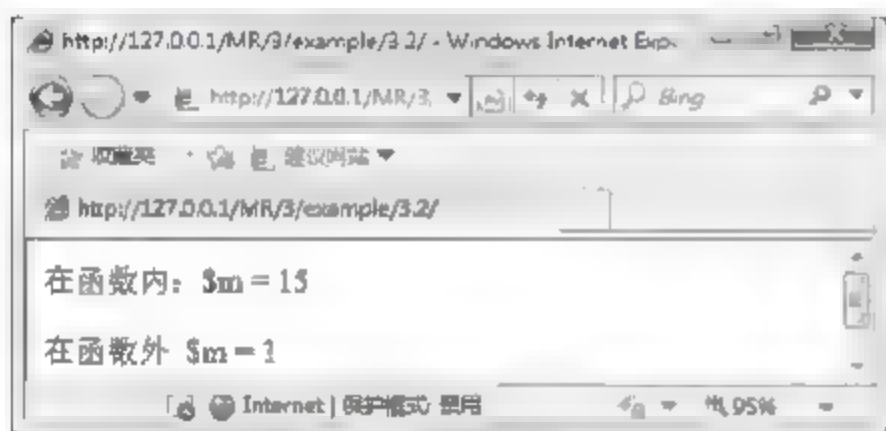 http://127.0.0.1/MR/3/example/3.2/ - Windows Internet Exp
http://127.0.0.1/MR/3, Bing
收藏夹 建议网站
http://127.0.0.1/MR/3/example/3.2/
在函数内：$m = 15
在函数外 $m = 1
Internet | 保护模式: 禁用 95%